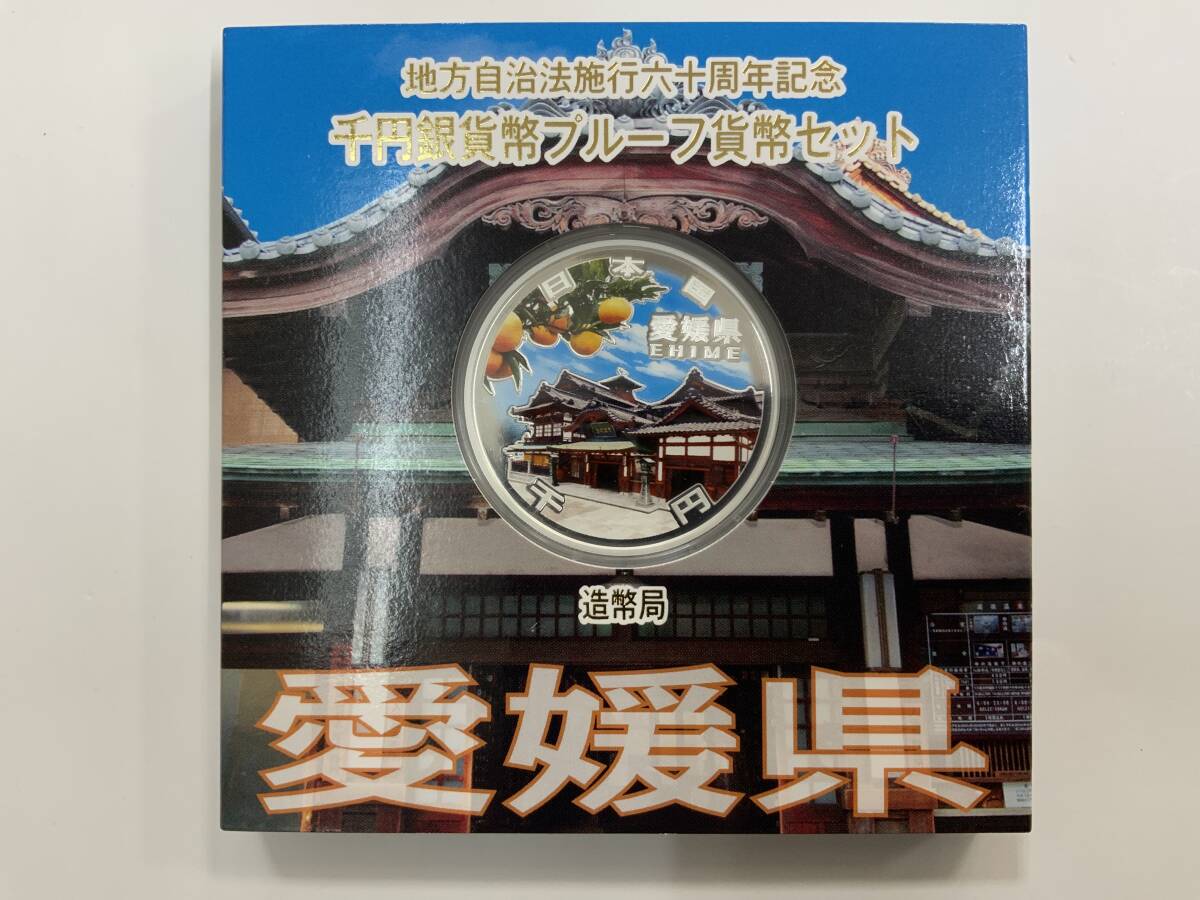 地方自治法施行六十周年記念
千円銀貨幣プルーフ貨幣セット
日本国
愛媛県
EHIME
千円
造幣局
愛媛県